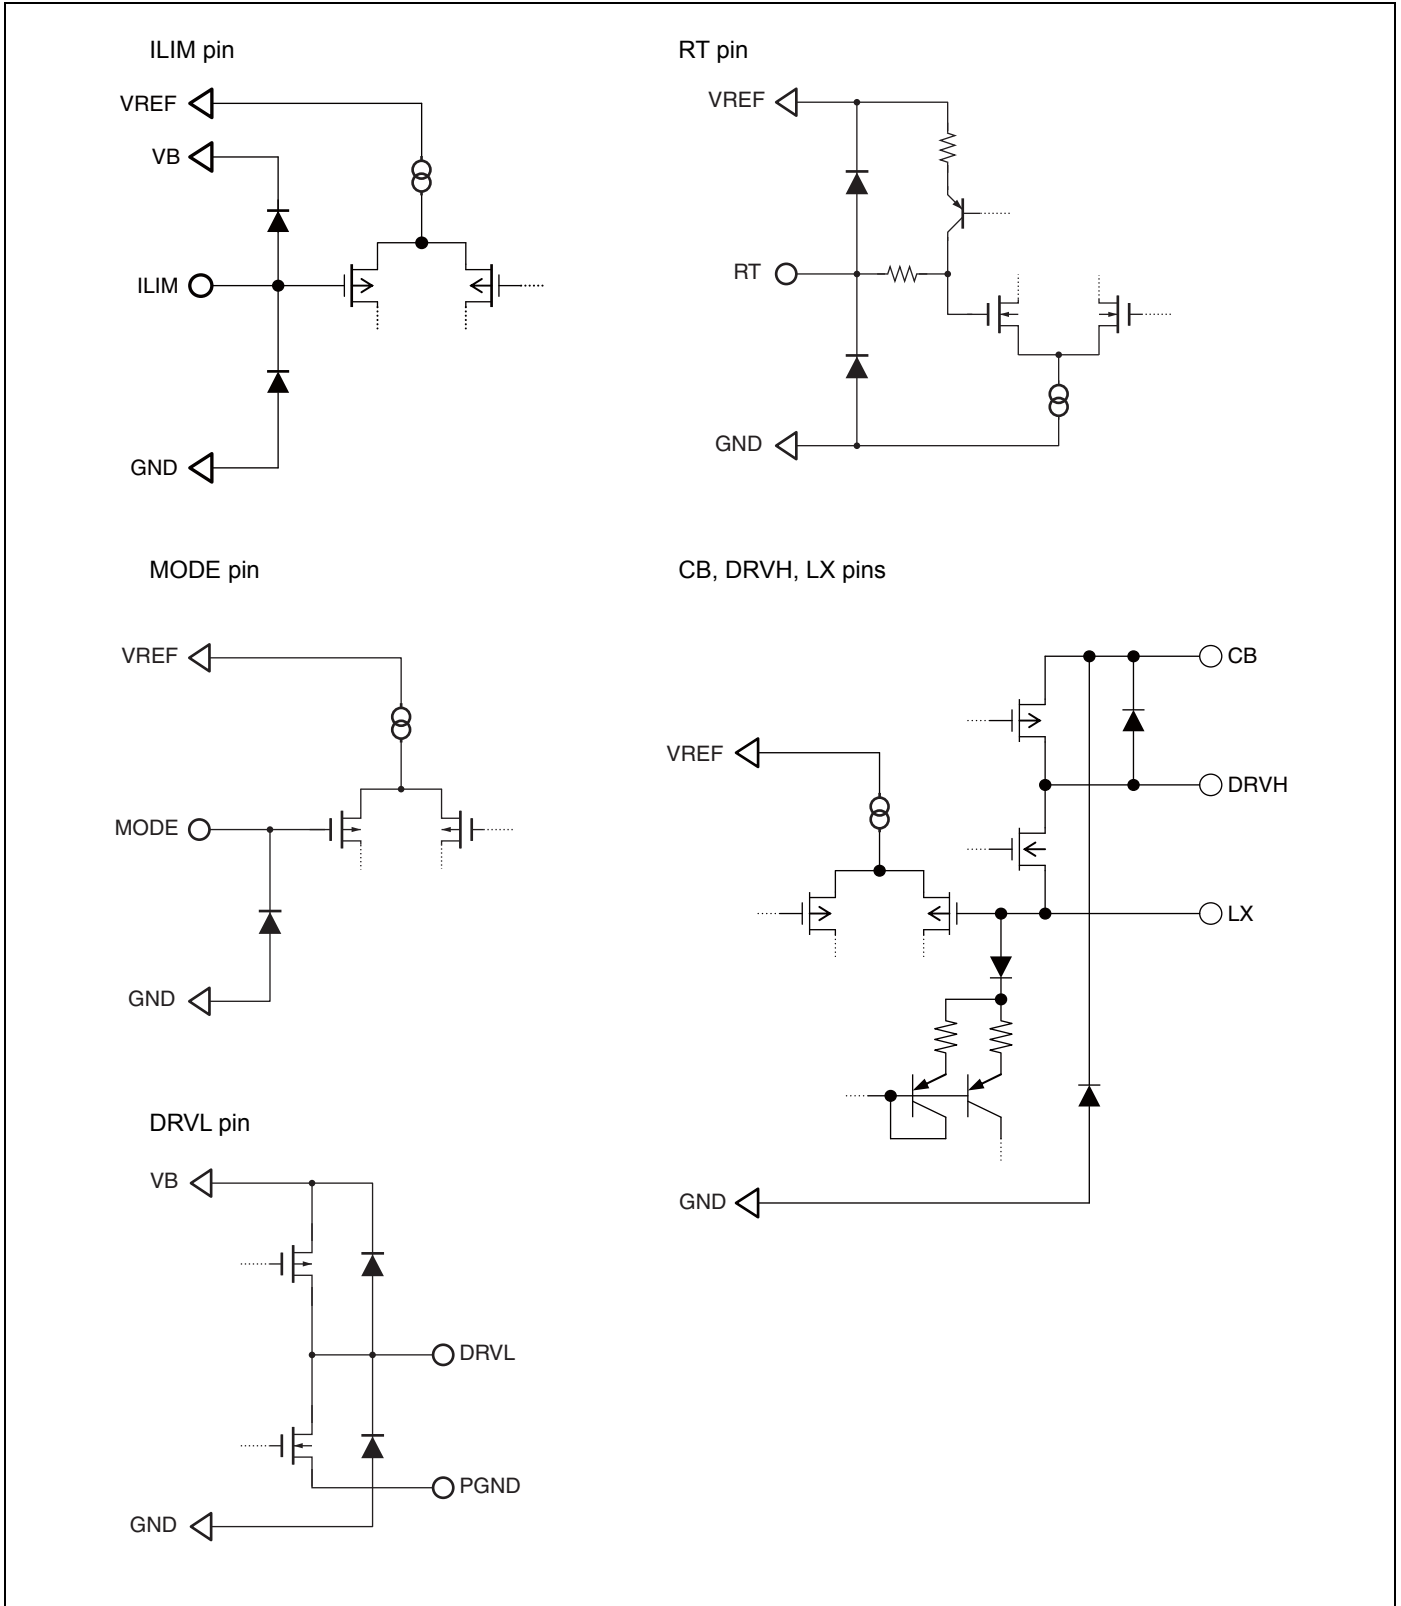 ILIM pin
VREF
VB
ILIM
GND
RT pin
VREF
RT
GND
MODE pin
VREF
MODE
GND
CB, DRVH, LX pins
CB
VREF
DRVH
LX
GND
DRVL pin
VB
DRVL
PGND
GND